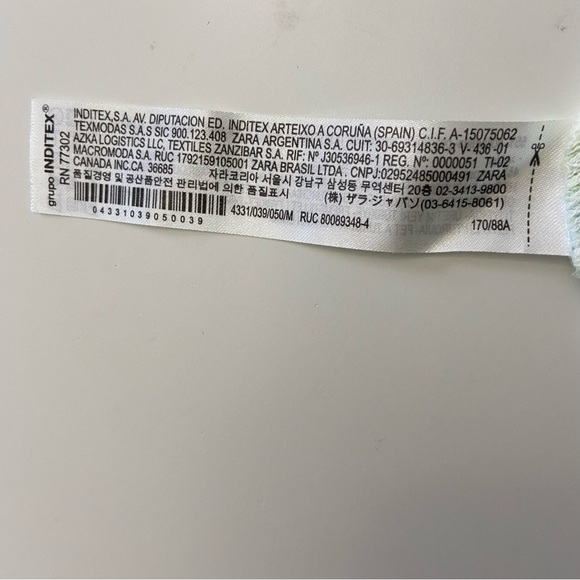 grupo INDITEX®
RN 77302
INDITEX,S.A. AV. DIPUTACION ED. INDITEX ARTEIXO A CORUÑA (SPAIN) C.I.F. A-15075062
TEXMODAS S.A.S SIC 900.123.408 ZARA ARGENTINA S.A. CUIT: 30-69314836-3 V-436-01
AZKA LOGISTICS LLC, TEXTILES ZANZIBAR S.A. RIF: Nº J30536946-1 REG. Nº: 0000051 TI-02
MACROMODA S.A. RUC 1792159105001 ZARA BRASIL LTDA. CNPJ:02952485000491 ZARA
CANADA INC.CA 36685 자라코리아 서울시 강남구 삼성동 무역센터 20층 02-3413-9800
품질경영 및 공산품안전 관리법에 의한 품질표시 (株) ザラ・ジャパン (03-6415-8061)
04331039050039 4331/039/050/M RUC 80089348-4 170/88A